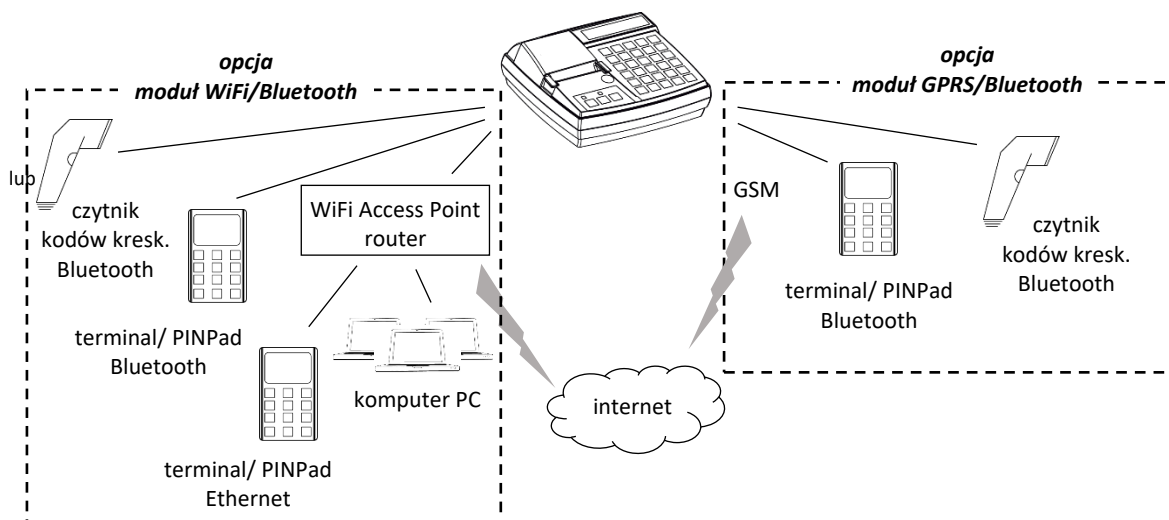 opcja
moduł WiFi/Bluetooth
opcja
moduł GPRS/Bluetooth
lub
czytnik
kodów kresk.
Bluetooth
WiFi Access Point
router
terminal/ PINPad
Bluetooth
terminal/ PINPad
Ethernet
komputer PC
internet
GSM
terminal/ PINPad
Bluetooth
czytnik
kodów kresk.
Bluetooth